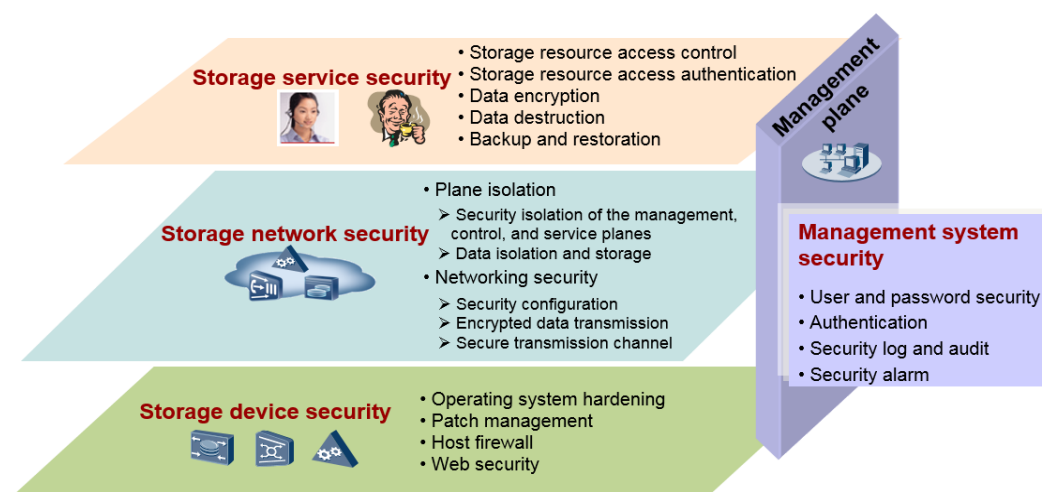 Storage service security
• Storage resource access control
• Storage resource access authentication
• Data encryption
• Data destruction
• Backup and restoration
Management
plane
Storage network security
• Plane isolation
➢ Security isolation of the management,
control, and service planes
➢ Data isolation and storage
• Networking security
➢ Security configuration
➢ Encrypted data transmission
➢ Secure transmission channel
Management system
security
• User and password security
• Authentication
• Security log and audit
• Security alarm
Storage device security
• Operating system hardening
• Patch management
• Host firewall
• Web security